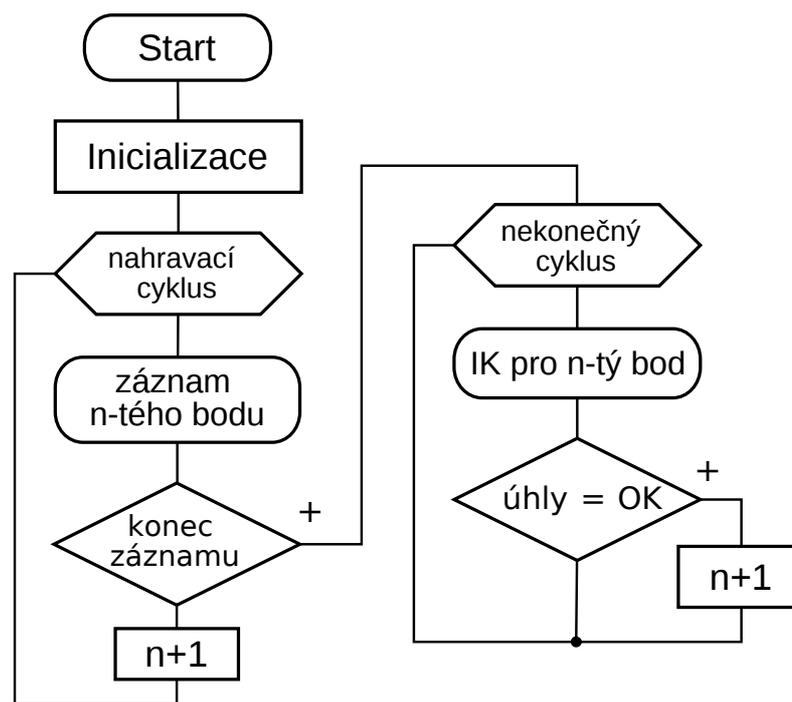 Start
Inicializace
nahravací
cyklus
záznam
n-tého bodu
konec
záznamu
+
n+1
nekonečný
cyklus
IK pro n-tý bod
úhly = OK
+
n+1